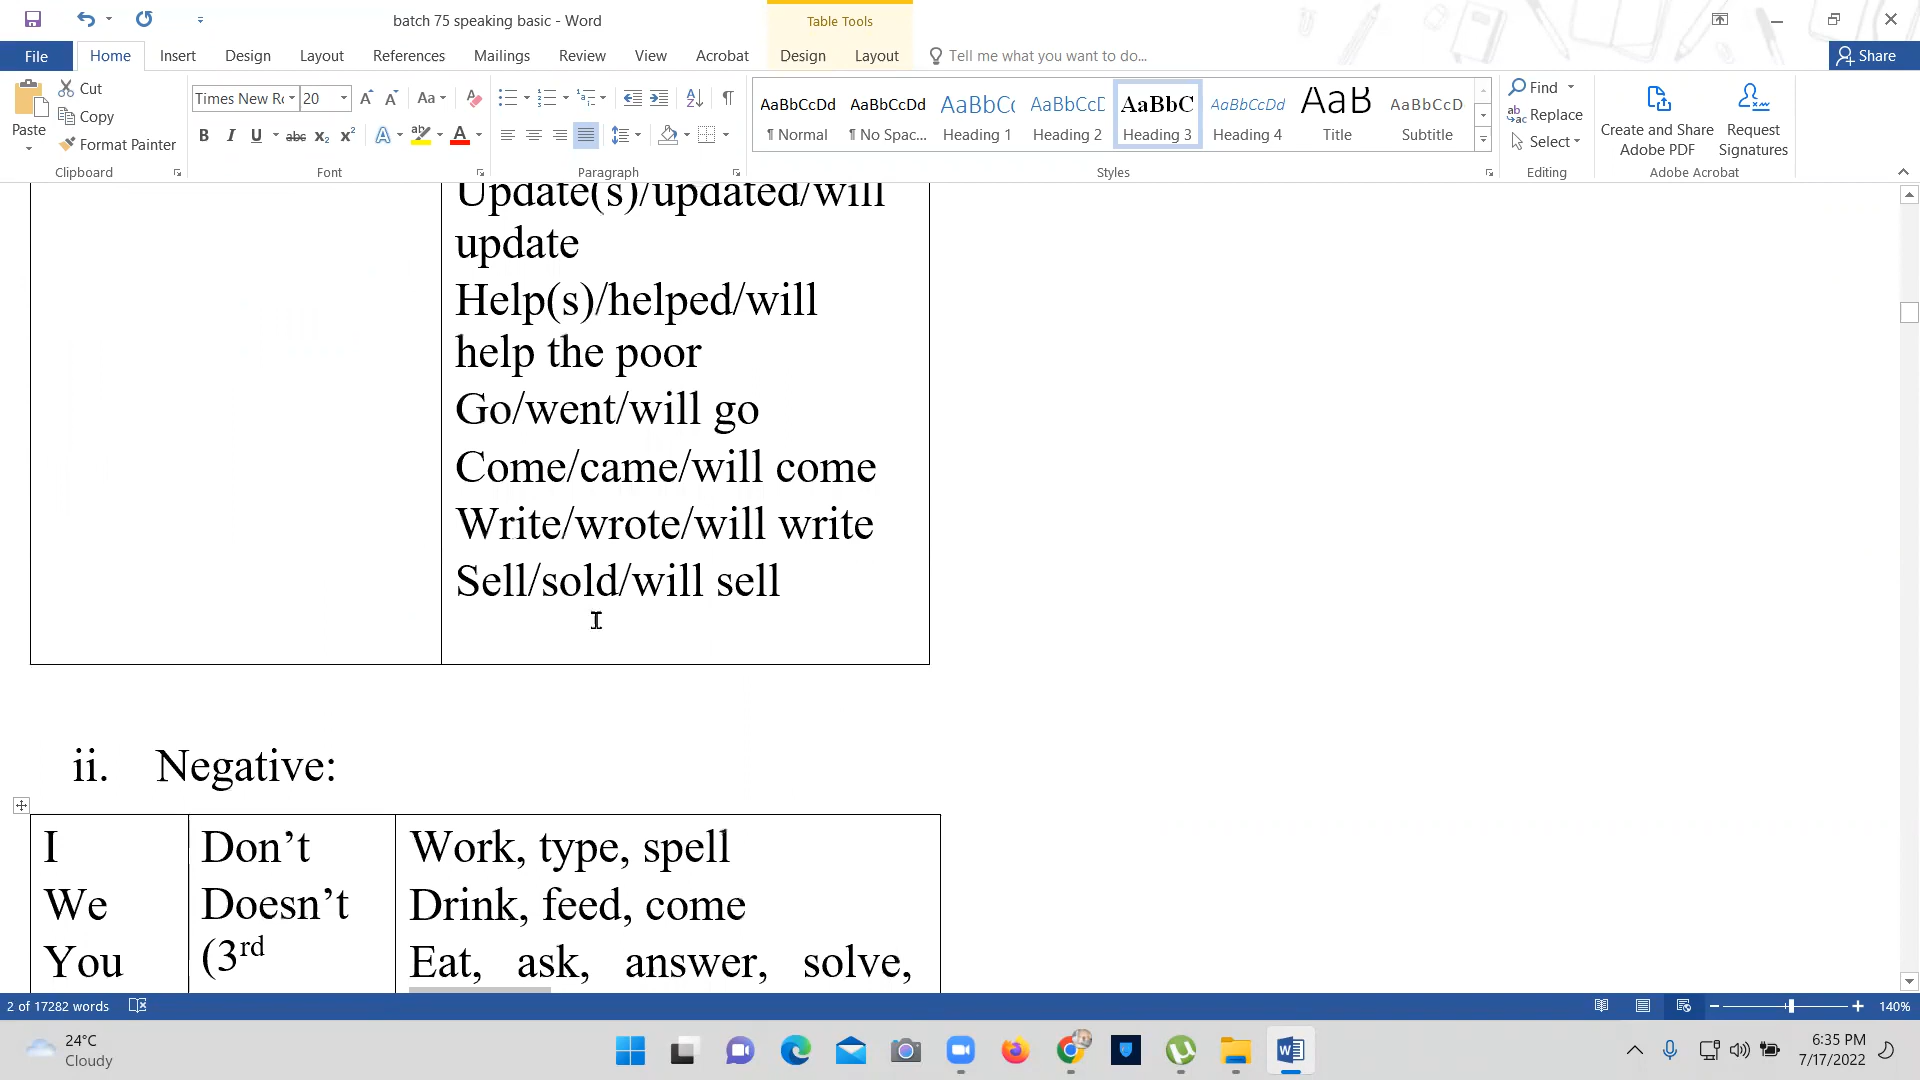 batch 75 speaking basic - Word
Table Tools
File
Home
Insert
Design
Layout
References
Mailings
Review
View
Acrobat
Design
Layout
Tell me what you want to do...
Share
Paste
Cut
Copy
Format Painter
Clipboard
Times New Ro
20
Font
Paragraph
AaBbCcDd
¶ Normal
AaBbCcDd
¶ No Spac...
AaBbCc
Heading 1
AaBbCcD
Heading 2
AaBbC
Heading 3
AaBbCcDd
Heading 4
AaB
Title
AaBbCcD
Subtitle
Styles
Find
Replace
Select
Editing
Create and Share
Adobe PDF
Request
Signatures
Adobe Acrobat
Update(s)/updated/will
update
Help(s)/helped/will
help the poor
Go/went/will go
Come/came/will come
Write/wrote/will write
Sell/sold/will sell
ii. Negative:
I
We
You
Don’t
Doesn’t
(3rd
Work, type, spell
Drink, feed, come
Eat, ask, answer, solve,
2 of 17282 words
140%
24°C
Cloudy
6:35 PM
7/17/2022